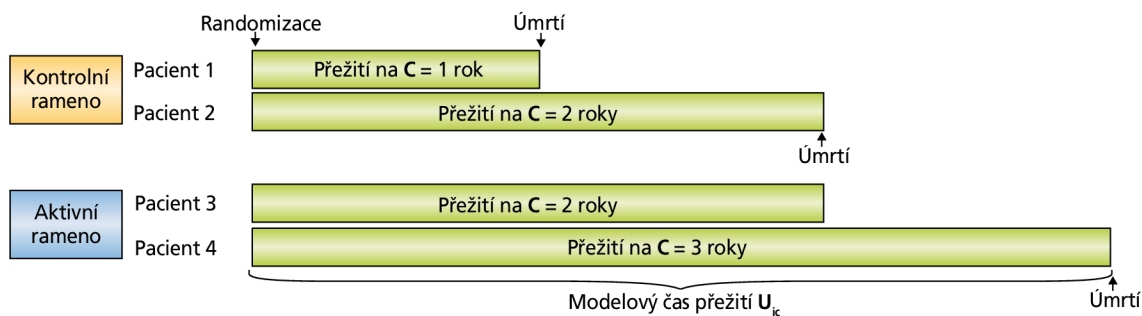 Randomizace
Úmrtí
Kontrolní
rameno
Pacient 1
Přežití na C = 1 rok
Pacient 2
Přežití na C = 2 roky
Úmrtí
Aktivní
rameno
Pacient 3
Přežití na C = 2 roky
Pacient 4
Přežití na C = 3 roky
Modelový čas přežití U_ic
Úmrtí